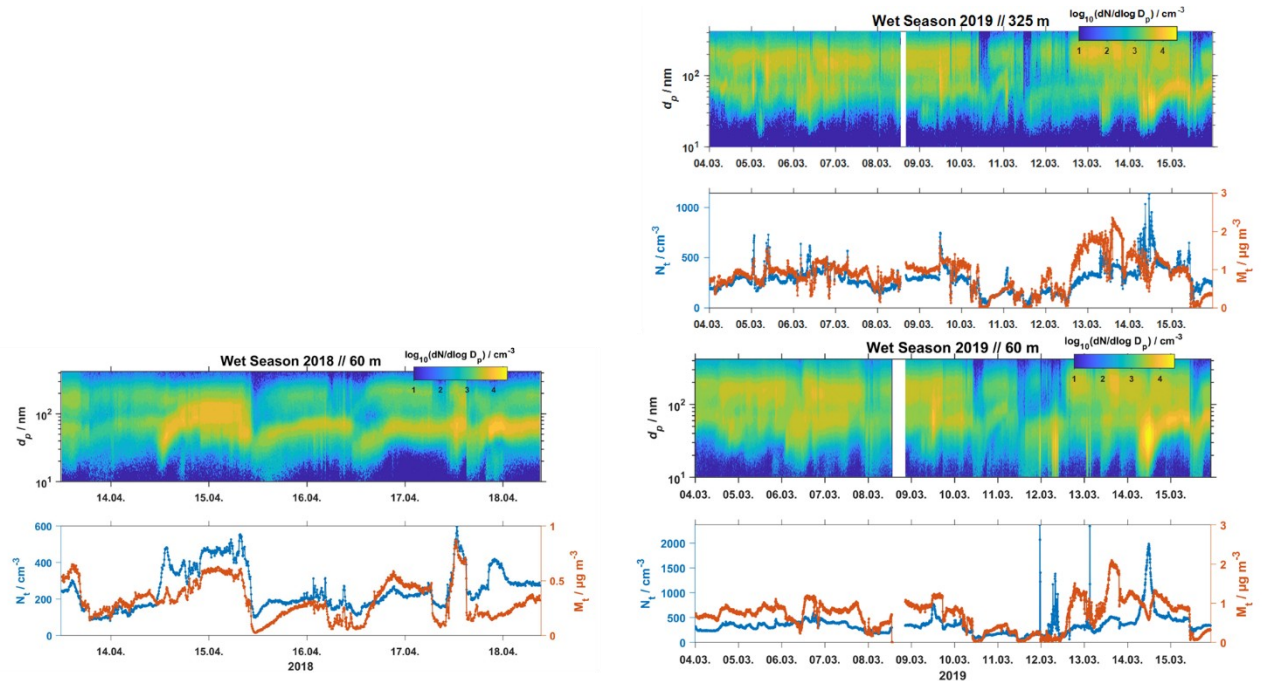 Wet Season 2019 // 325 m
log10(dN/dlog Dp) / cm-3
1 2 3 4
dp / nm
10^2
10^1
04.03. 05.03. 06.03. 07.03. 08.03. 09.03. 10.03. 11.03. 12.03. 13.03. 14.03. 15.03.
Nt / cm-3
1000
500
0
3
2
1
0
Mt / µg m-3
04.03. 05.03. 06.03. 07.03. 08.03. 09.03. 10.03. 11.03. 12.03. 13.03. 14.03. 15.03.
Wet Season 2018 // 60 m
log10(dN/dlog Dp) / cm-3
1 2 3 4
dp / nm
10^2
10^1
14.04. 15.04. 16.04. 17.04. 18.04.
Nt / cm-3
600
400
200
0
1
0.5
0
Mt / µg m-3
14.04. 15.04. 16.04. 17.04. 18.04.
2018
Wet Season 2019 // 60 m
log10(dN/dlog Dp) / cm-3
1 2 3 4
dp / nm
10^2
10^1
04.03. 05.03. 06.03. 07.03. 08.03. 09.03. 10.03. 11.03. 12.03. 13.03. 14.03. 15.03.
Nt / cm-3
2000
1500
1000
500
0
3
2
1
0
Mt / µg m-3
04.03. 05.03. 06.03. 07.03. 08.03. 09.03. 10.03. 11.03. 12.03. 13.03. 14.03. 15.03.
2019